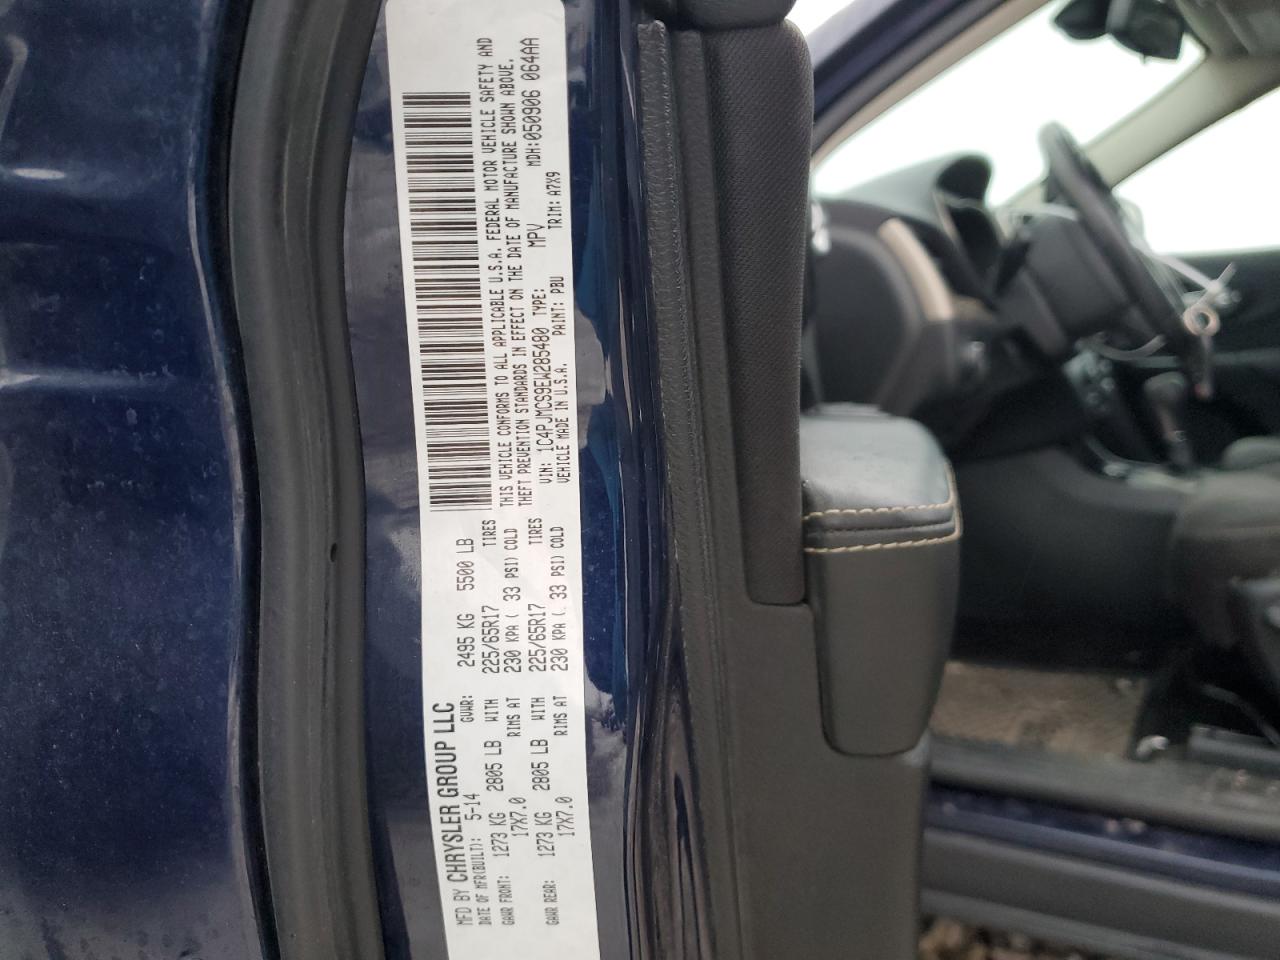 MFD BY CHRYSLER GROUP LLC
DATE OF MFR(BUILT): 5-14 GVWR: 2495 KG 5500 LB
GAWR FRONT: 1273 KG 2805 LB WITH 225/65R17 TIRES
17X7.0 RIMS AT 230 KPA ( 33 PSI) COLD
GAWR REAR: 1273 KG 2805 LB WITH 225/65R17 TIRES
17X7.0 RIMS AT 230 KPA ( 33 PSI) COLD
THIS VEHICLE CONFORMS TO ALL APPLICABLE U.S.A. FEDERAL MOTOR VEHICLE SAFETY AND
THEFT PREVENTION STANDARDS IN EFFECT ON THE DATE OF MANUFACTURE SHOWN ABOVE.
VIN: 1C4PJMCS9EW285480 TYPE: MPV MDH:050906 064AA
VEHICLE MADE IN U.S.A. PAINT: PBU TRIM: A7X9